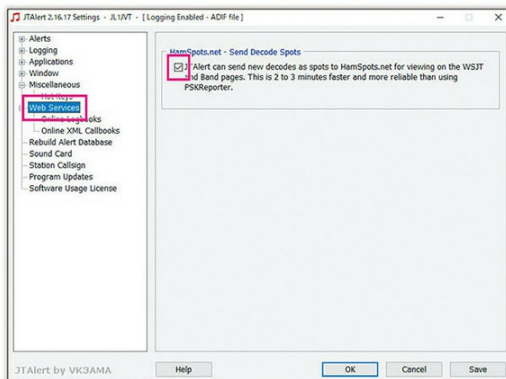 JTAlert 2.16.17 Settings - JL1JVT - [ Logging Enabled - ADIF file ]
Alerts
Logging
Applications
Window
Miscellaneous
Hot Keys
Web Services
Online Logbooks
Online XML Callbooks
Rebuild Alert Database
Sound Card
Station Callsign
Program Updates
Software Usage License
HamSpots.net - Send Decode Spots
JTAlert can send new decodes as spots to HamSpots.net for viewing on the WSJT
and Band pages. This is 2 to 3 minutes faster and more reliable than using
PSKReporter.
JTAlert by VK3AMA
Help
OK
Cancel
Save